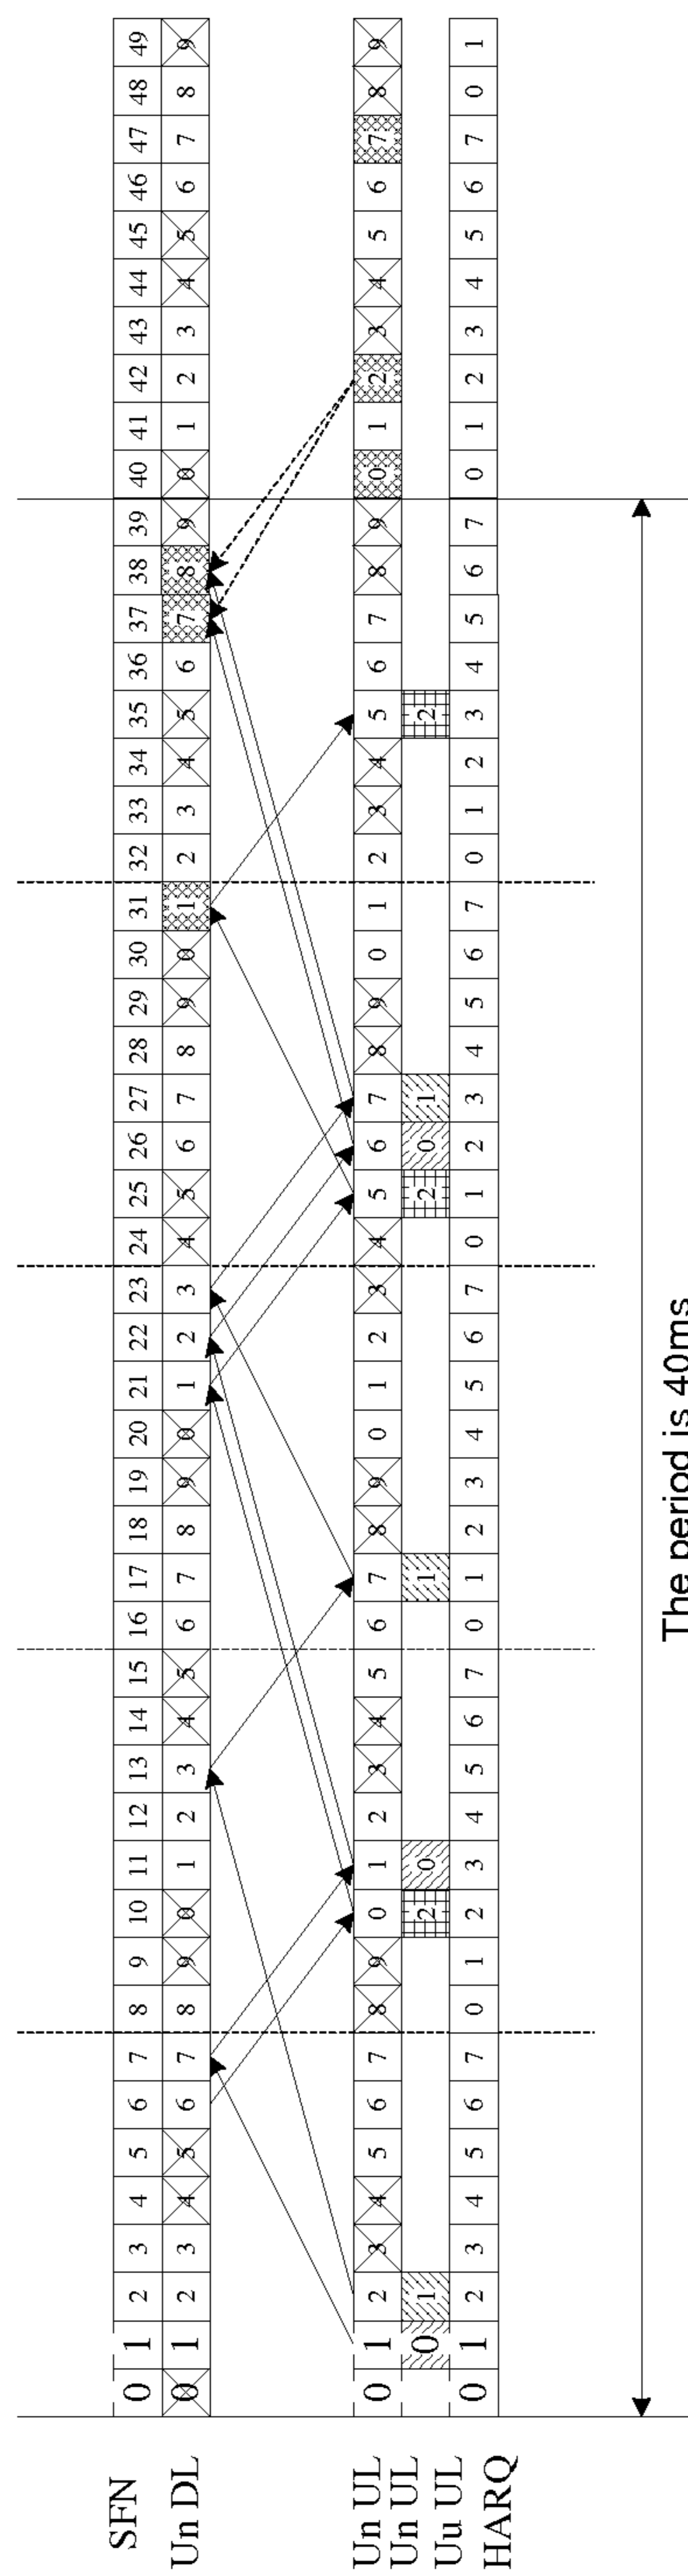 SFN 0 1 2 3 4 5 6 7 8 9 10 11 12 13 14 15 16 17 18 19 20 21 22 23 24 25 26 27 28 29 30 31 32 33 34 35 36 37 38 39 40 41 42 43 44 45 46 47 48 49
Un DL 0 1 2 3 4 5 6 7 8 9 0 1 2 3 4 5 6 7 8 9 0 1 2 3 4 5 6 7 8 9 0 1 2 3 4 5 6 7 8 9 0 1 2 3 4 5 6 7 8 9
Un UL 0 1 2 3 4 5 6 7 8 9 0 1 2 3 4 5 6 7 8 9 0 1 2 3 4 5 6 7 8 9 0 1 2 3 4 5 6 7 8 9 0 1 2 3 4 5 6 7 8 9
Un UL 0 1 2 0 1 2 0 1 2
Uu UL 0 1 2 3 4 5 6 7 0 1 2 3 4 5 6 7 0 1 2 3 4 5 6 7 0 1 2 3 4 5 6 7 0 1 2 3 4 5 6 7 0 1 2 3 4 5 6 7 0 1
HARQ
The period is 40ms